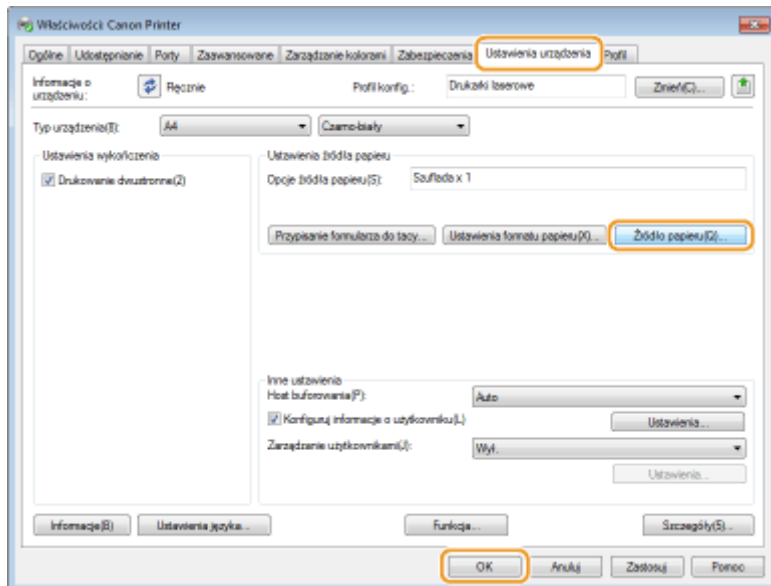 Właściwości: Canon Printer
Ogólne Udostępnianie Porty Zaawansowane Zarządzanie kolorami Zabezpieczenia Ustawienia urządzenia Profil
Informacje o urządzeniu: Ręcznie Profil konfig.: Drukarki laserowe Zmień(C)...
Typ urządzenia(E): A4 Czarno-biały
Ustawienia wykończenia
Drukowanie dwustronne(2)
Ustawienia źródła papieru
Opcje źródła papieru(S): Szuflada x 1
Przypisanie formularza do tacy... Ustawienia formatu papieru(X)... Źródło papieru(Q)...
Inne ustawienia
Host buforowania(P): Auto
Konfiguruj informacje o użytkowniku(L) Ustawienia...
Zarządzanie użytkownikami(J): Wył.
Ustawienia...
Informacje(B) Ustawienia języka... Funkcja... Szczegóły(5)...
OK Anuluj Zastosuj Pomoc